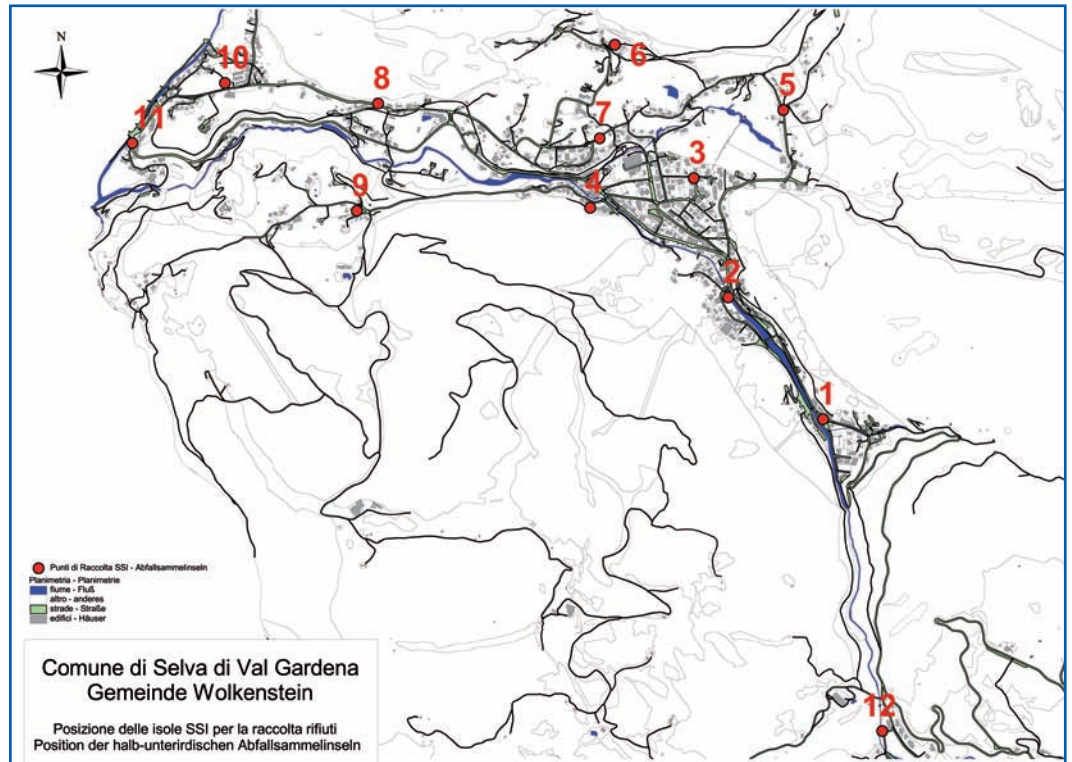 N
6
10
8
5
11
7
3
9
4
2
1
12
Punti di Raccolta SSI - Abfallsammelinseln
Planimetria - Planimetrie
fiume - Fluß
altro - anderes
strade - Straße
edifici - Häuser
Comune di Selva di Val Gardena
Gemeinde Wolkenstein
Posizione delle isole SSI per la raccolta rifiuti
Position der halb-unterirdischen Abfallsammelinseln